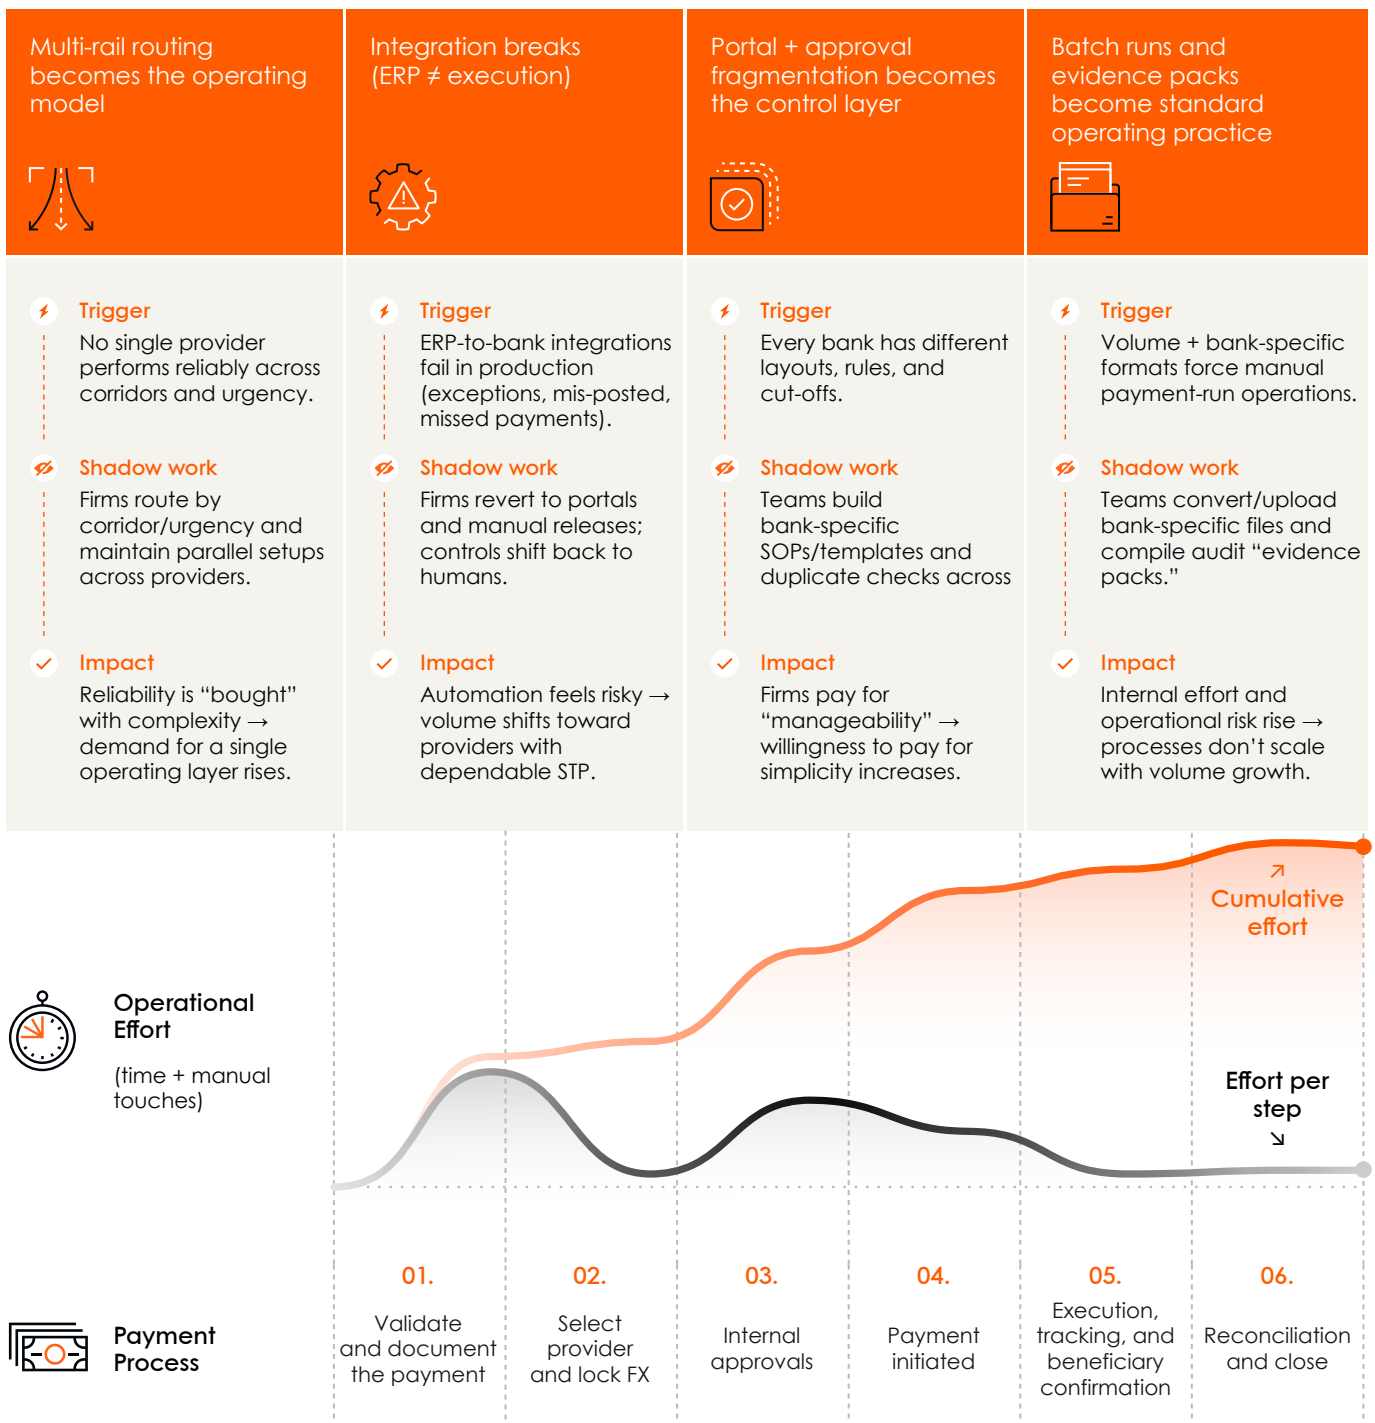 Multi-rail routing
becomes the operating
model
Integration breaks
(ERP ≠ execution)
Portal + approval
fragmentation becomes
the control layer
Batch runs and
evidence packs
become standard
operating practice
Trigger
No single provider
performs reliably across
corridors and urgency.
Shadow work
Firms route by
corridor/urgency and
maintain parallel setups
across providers.
Impact
Reliability is “bought”
with complexity →
demand for a single
operating layer rises.
Trigger
ERP-to-bank integrations
fail in production
(exceptions, mis-posted,
missed payments).
Shadow work
Firms revert to portals
and manual releases;
controls shift back to
humans.
Impact
Automation feels risky →
volume shifts toward
providers with
dependable STP.
Trigger
Every bank has different
layouts, rules, and
cut-offs.
Shadow work
Teams build
bank-specific
SOPs/templates and
duplicate checks across
Impact
Firms pay for
“manageability” →
willingness to pay for
simplicity increases.
Trigger
Volume + bank-specific
formats force manual
payment-run operations.
Shadow work
Teams convert/upload
bank-specific files and
compile audit “evidence
packs.”
Impact
Internal effort and
operational risk rise →
processes don’t scale
with volume growth.
Operational
Effort
(time + manual
touches)
Cumulative
effort
Effort per
step
Payment
Process
01.
Validate
and document
the payment
02.
Select
provider
and lock FX
03.
Internal
approvals
04.
Payment
initiated
05.
Execution,
tracking, and
beneficiary
confirmation
06.
Reconciliation
and close